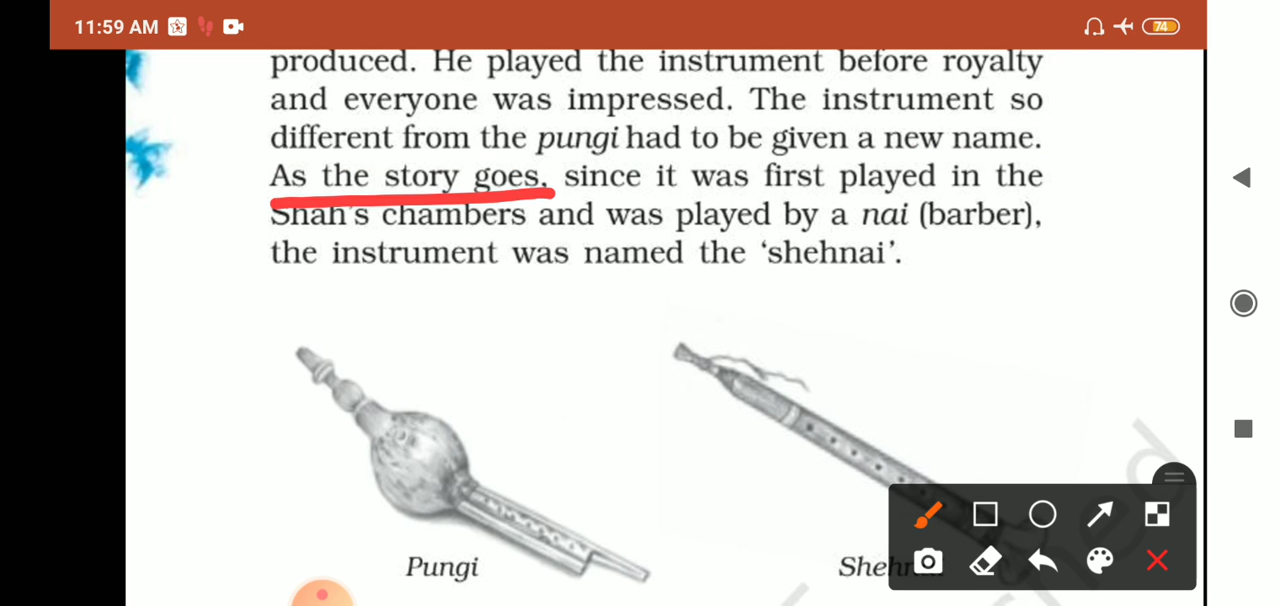 11:59 AM
74
produced. He played the instrument before royalty
and everyone was impressed. The instrument so
different from the pungi had to be given a new name.
As the story goes, since it was first played in the
Shah's chambers and was played by a nai (barber),
the instrument was named the ‘shehnai’.
Pungi